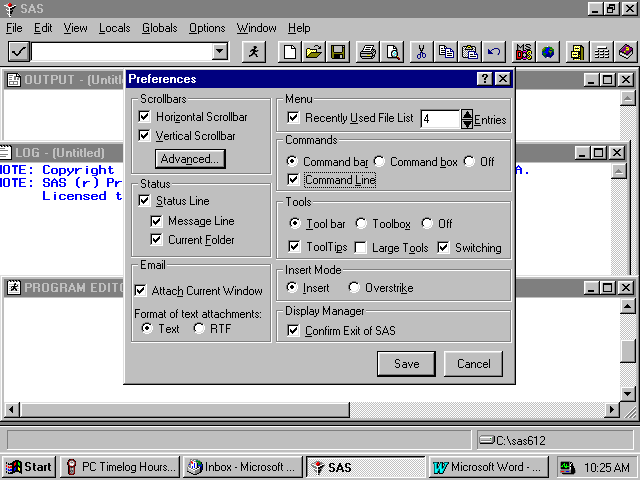 SAS
File Edit View Locals Globals Options Window Help
MS DOS
OUTPUT - (Untitl
Preferences
Scrollbars
Horizontal Scrollbar
Vertical Scrollbar
Advanced...
Status
Status Line
Message Line
Current Folder
Email
Attach Current Window
Format of text attachments:
Text RTF
Menu
Recently Used File List 4 Entries
Commands
Command bar Command box Off
Command Line
Tools
Tool bar Toolbox Off
ToolTips Large Tools Switching
Insert Mode
Insert Overstrike
Display Manager
Confirm Exit of SAS
Save Cancel
LOG - (Untitled)
NOTE: Copyright A.
NOTE: SAS (r) Pr
Licensed t
PROGRAM EDITO
C:\sas612
Start PC Timelog Hours... Inbox - Microsoft ... SAS Microsoft Word - ... 10:25 AM